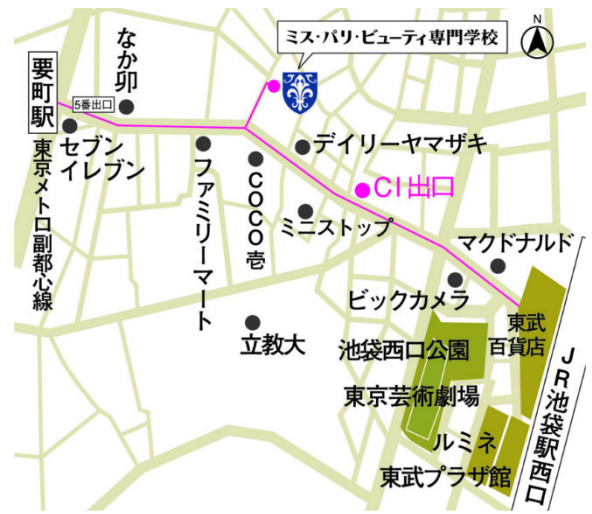 ミス・パリ・ビューティ専門学校
N
なか卯
要町駅
5番出口
東京メトロ副都心線
セブン
イレブン
ファミリーマート
COCO壱
デイリーヤマザキ
CI出口
ミニストップ
マクドナルド
ビックカメラ
立教大
池袋西口公園
東武
百貨店
東京芸術劇場
ルミネ
東武プラザ館
JR池袋駅西口